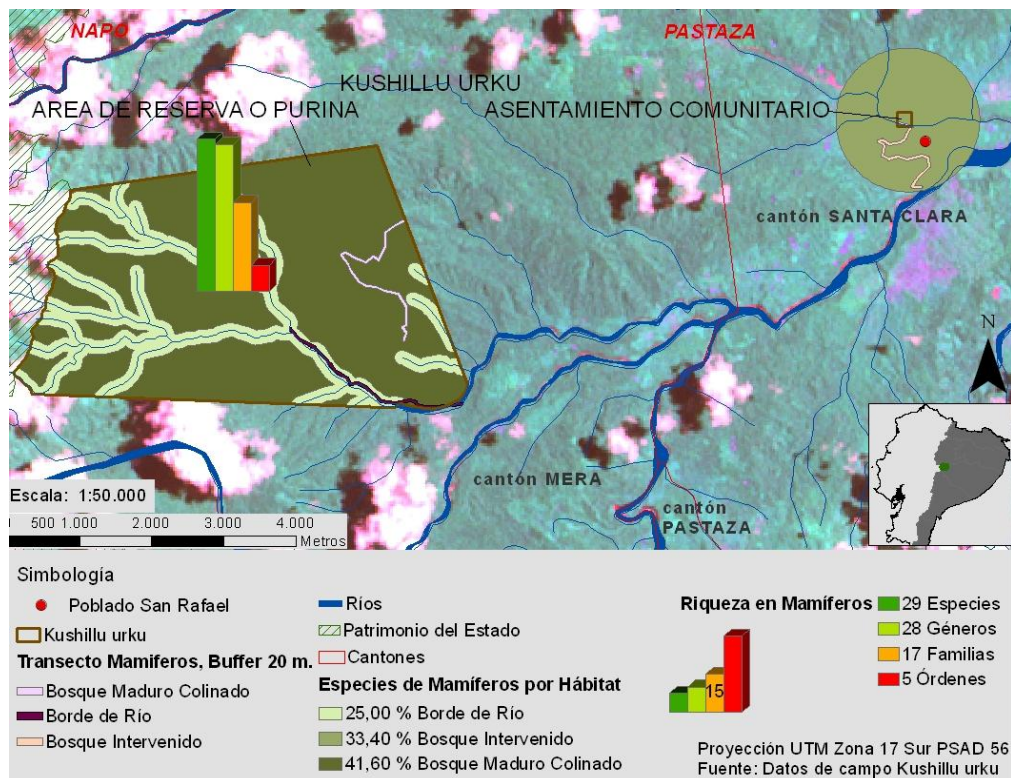 NAPO
PASTAZA
KUSHILLU URKU
AREA DE RESERVA O PURINA
ASENTAMIENTO COMUNITARIO
cantón SANTA CLARA
N
cantón MERA
cantón
PASTAZA
Escala: 1:50.000
500 1.000 2.000 3.000 4.000
Metros
Simbología
Poblado San Rafael
Kushillu urku
Transecto Mamiferos, Buffer 20 m.
Bosque Maduro Colinado
Borde de Río
Bosque Intervenido
Ríos
Patrimonio del Estado
Cantones
Especies de Mamíferos por Hábitat
25,00 % Borde de Río
33,40 % Bosque Intervenido
41,60 % Bosque Maduro Colinado
Riqueza en Mamíferos
15
29 Especies
28 Géneros
17 Familias
5 Órdenes
Proyección UTM Zona 17 Sur PSAD 56
Fuente: Datos de campo Kushillu urku